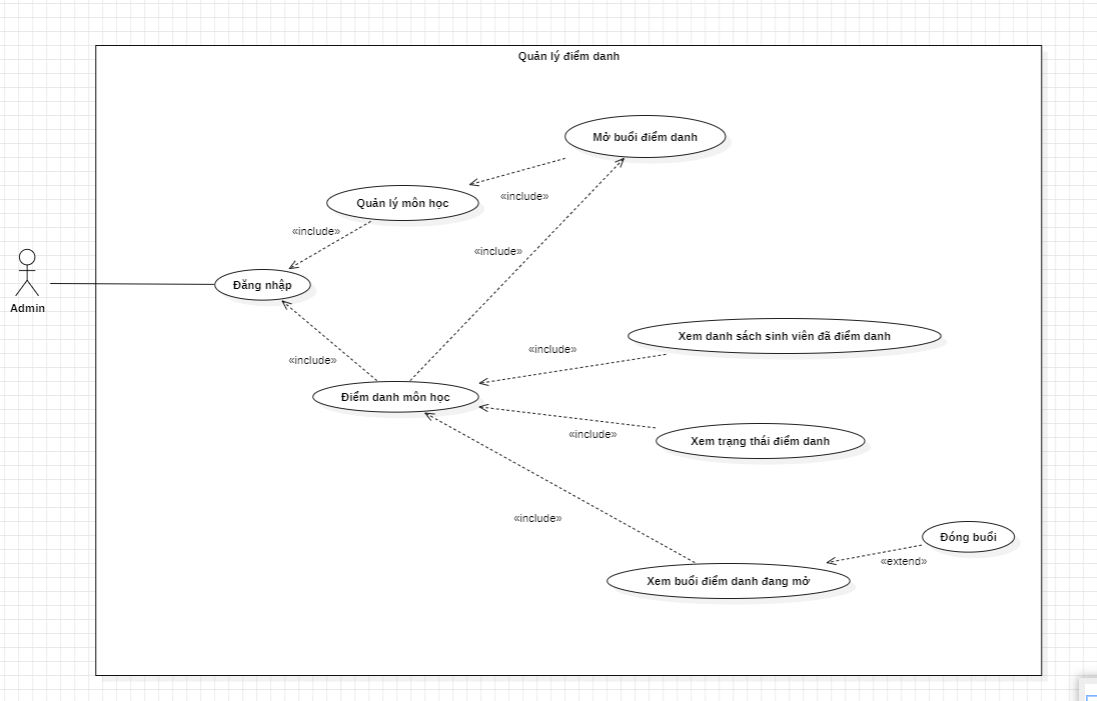 Quản lý điểm danh
Mở buổi điểm danh
«include»
Quản lý môn học
«include»
«include»
Đăng nhập
Admin
«include»
Xem danh sách sinh viên đã điểm danh
«include»
Điểm danh môn học
«include»
Xem trạng thái điểm danh
«include»
Đóng buổi
«extend»
Xem buổi điểm danh đang mở